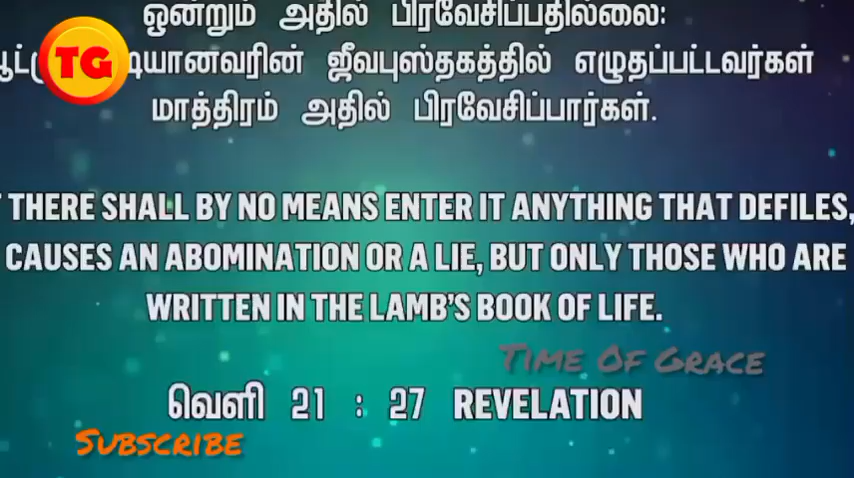 ஒன்றும் அதில் பிரவேசிப்பதில்லை:
TG
ஜீவபுஸ்தகத்தில் எழுதப்பட்டவர்கள்
மாத்திரம் அதில் பிரவேசிப்பார்கள்.
THERE SHALL BY NO MEANS ENTER IT ANYTHING THAT DEFILES,
CAUSES AN ABOMINATION OR A LIE, BUT ONLY THOSE WHO ARE
WRITTEN IN THE LAMB'S BOOK OF LIFE.
TIME OF GRACE
வெளி 21 : 27 REVELATION
SUBSCRIBE